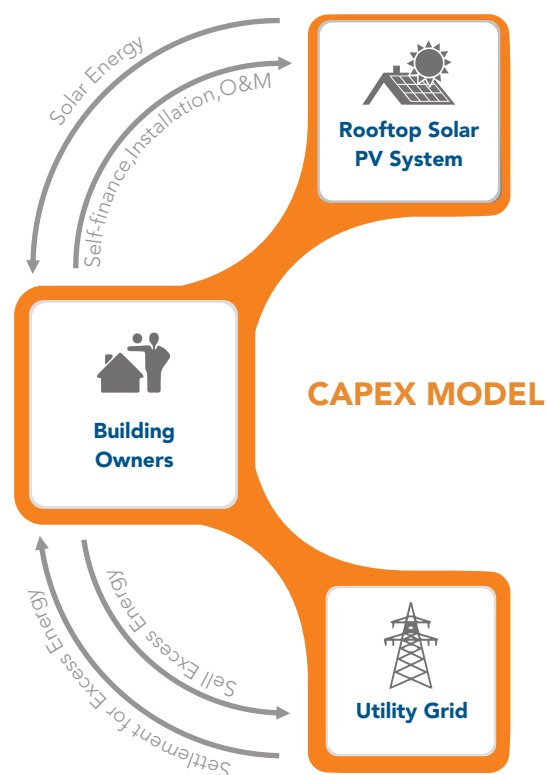 Solar Energy
Self-finance,Installation,O&M
Rooftop Solar
PV System
CAPEX MODEL
Building
Owners
Sell Excess Energy
Settlement for Excess Energy
Utility Grid